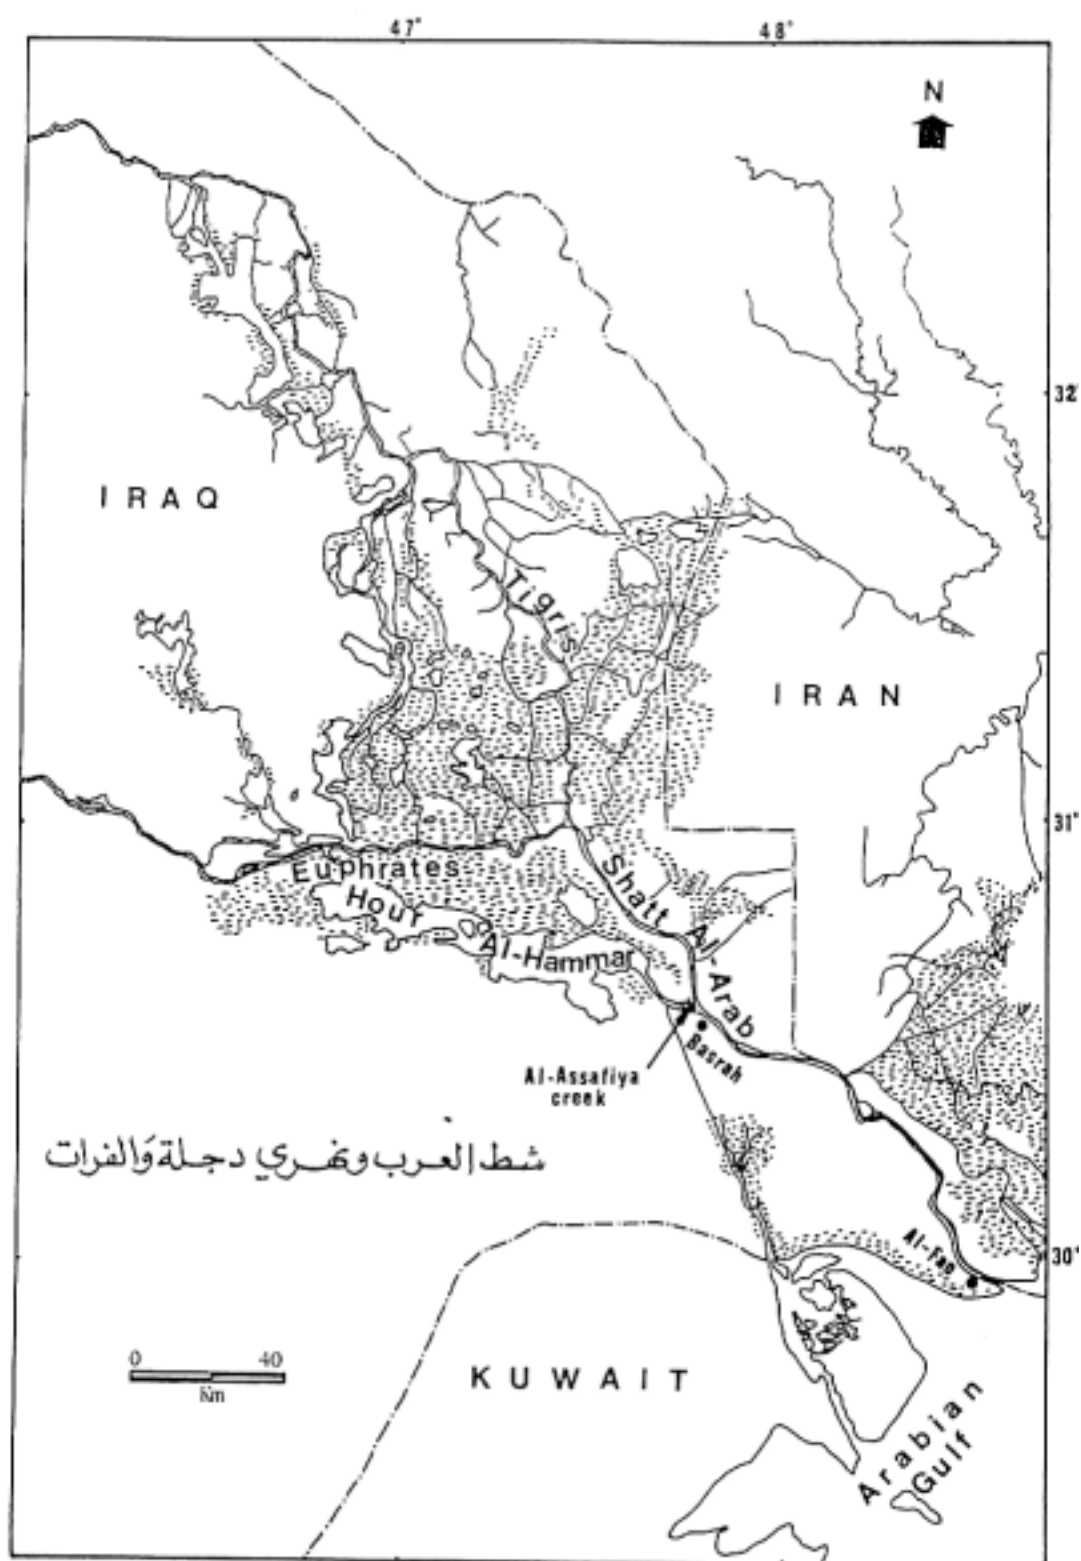 47°
48°
N
32°
IRAQ
Tigris
IRAN
31°
Euphrates
Hour
Al-Hammar
Shatt Al-Arab
Basrah
Al-Assafiya
creek
شط العرب ونهري دجلة والفرات
Al-Fao
30°
0 40
Km
KUWAIT
Arabian
Gulf